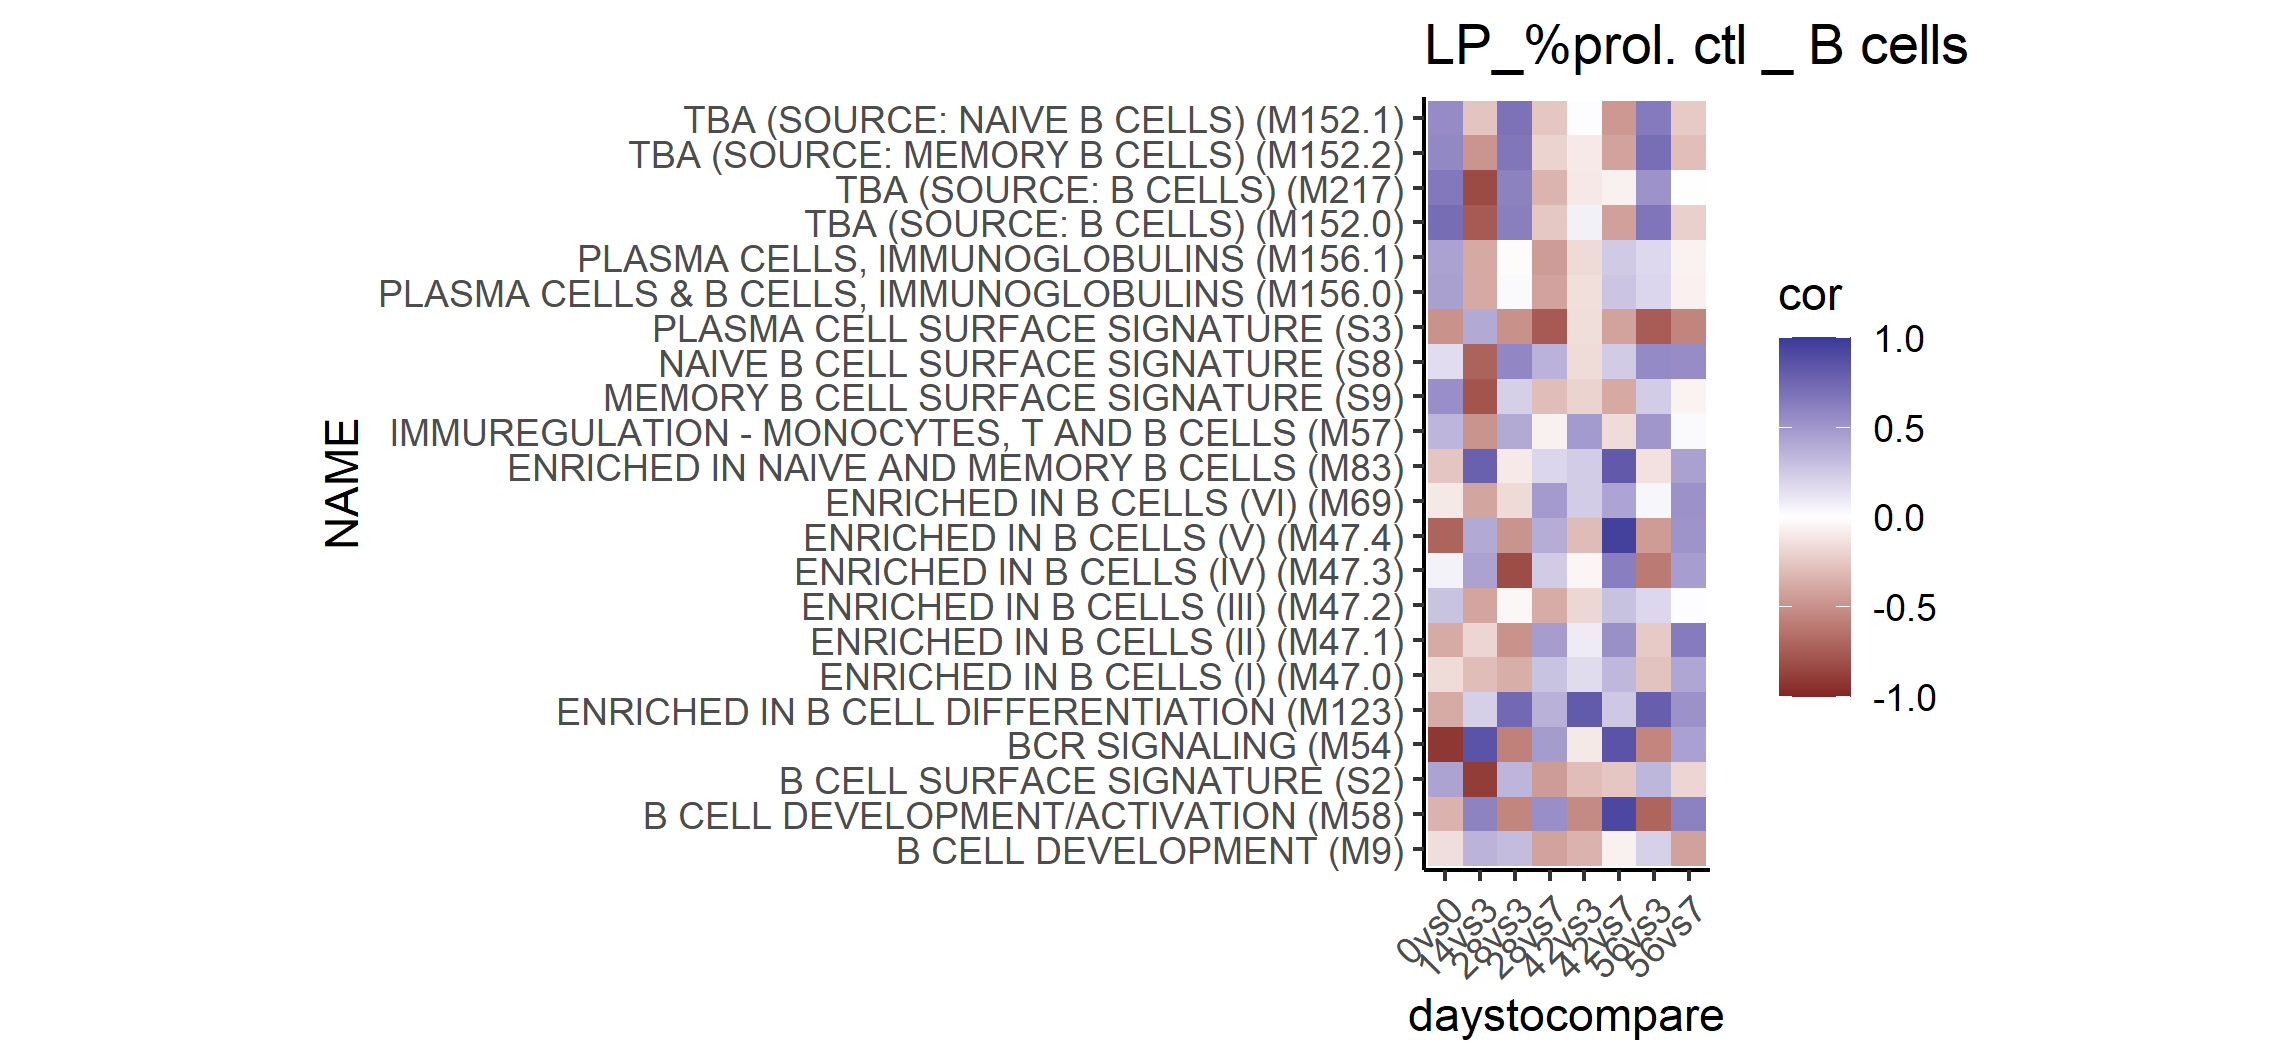 LP_%prol. ctl _ B cells
TBA (SOURCE: NAIVE B CELLS) (M152.1)
TBA (SOURCE: MEMORY B CELLS) (M152.2)
TBA (SOURCE: B CELLS) (M217)
TBA (SOURCE: B CELLS) (M152.0)
PLASMA CELLS, IMMUNOGLOBULINS (M156.1)
PLASMA CELLS & B CELLS, IMMUNOGLOBULINS (M156.0)
PLASMA CELL SURFACE SIGNATURE (S3)
NAIVE B CELL SURFACE SIGNATURE (S8)
MEMORY B CELL SURFACE SIGNATURE (S9)
IMMUREGULATION - MONOCYTES, T AND B CELLS (M57)
ENRICHED IN NAIVE AND MEMORY B CELLS (M83)
ENRICHED IN B CELLS (VI) (M69)
ENRICHED IN B CELLS (V) (M47.4)
ENRICHED IN B CELLS (IV) (M47.3)
ENRICHED IN B CELLS (III) (M47.2)
ENRICHED IN B CELLS (II) (M47.1)
ENRICHED IN B CELLS (I) (M47.0)
ENRICHED IN B CELL DIFFERENTIATION (M123)
BCR SIGNALING (M54)
B CELL SURFACE SIGNATURE (S2)
B CELL DEVELOPMENT/ACTIVATION (M58)
B CELL DEVELOPMENT (M9)
NAME
0vs0
14vs3
28vs3
28vs7
42vs3
42vs7
56vs3
56vs7
daystocompare
cor
1.0
0.5
0.0
-0.5
-1.0